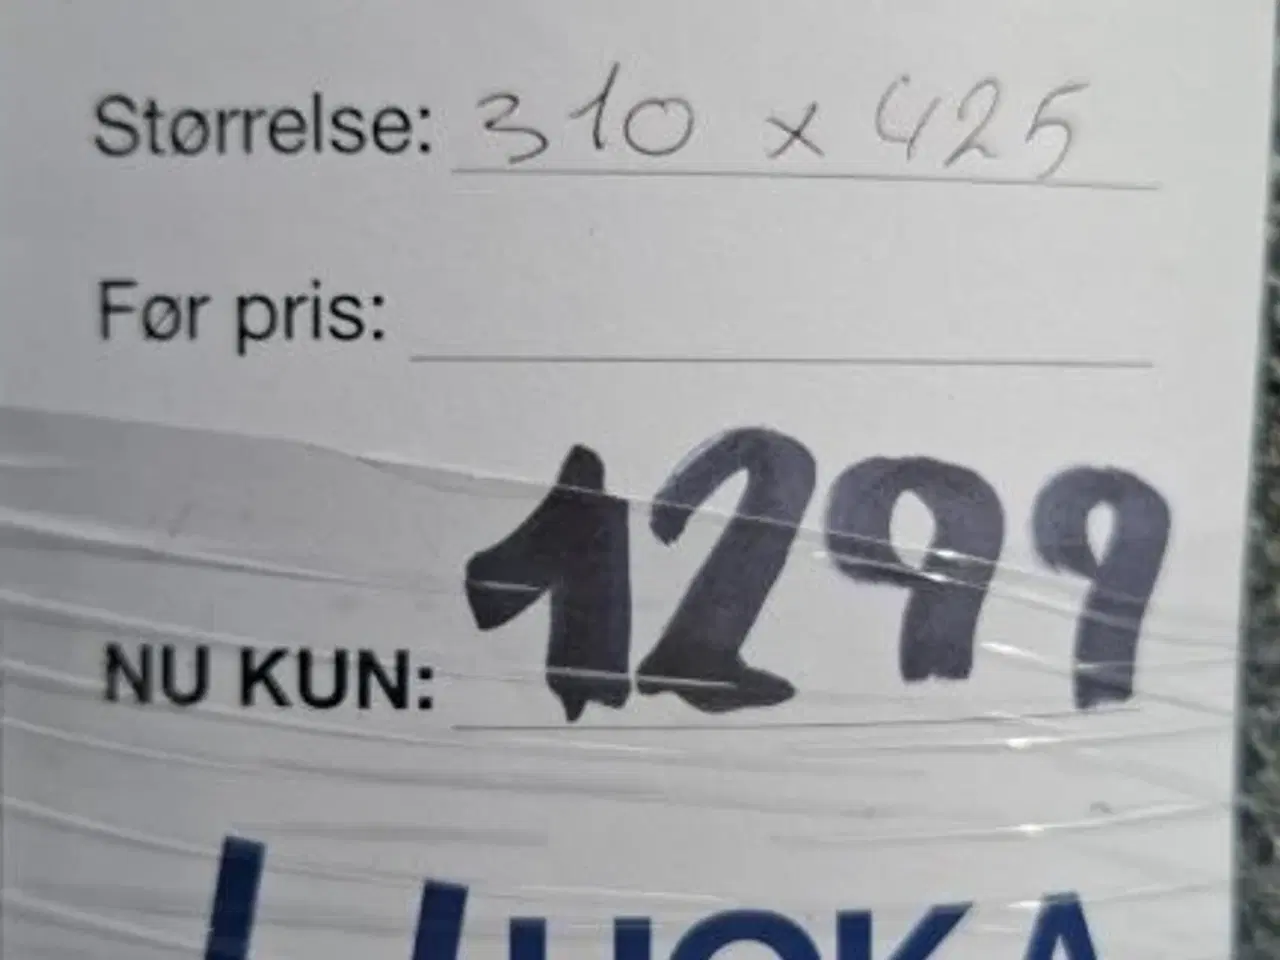 Størrelse: 310 x 425
Før pris:
NU KUN: 1299